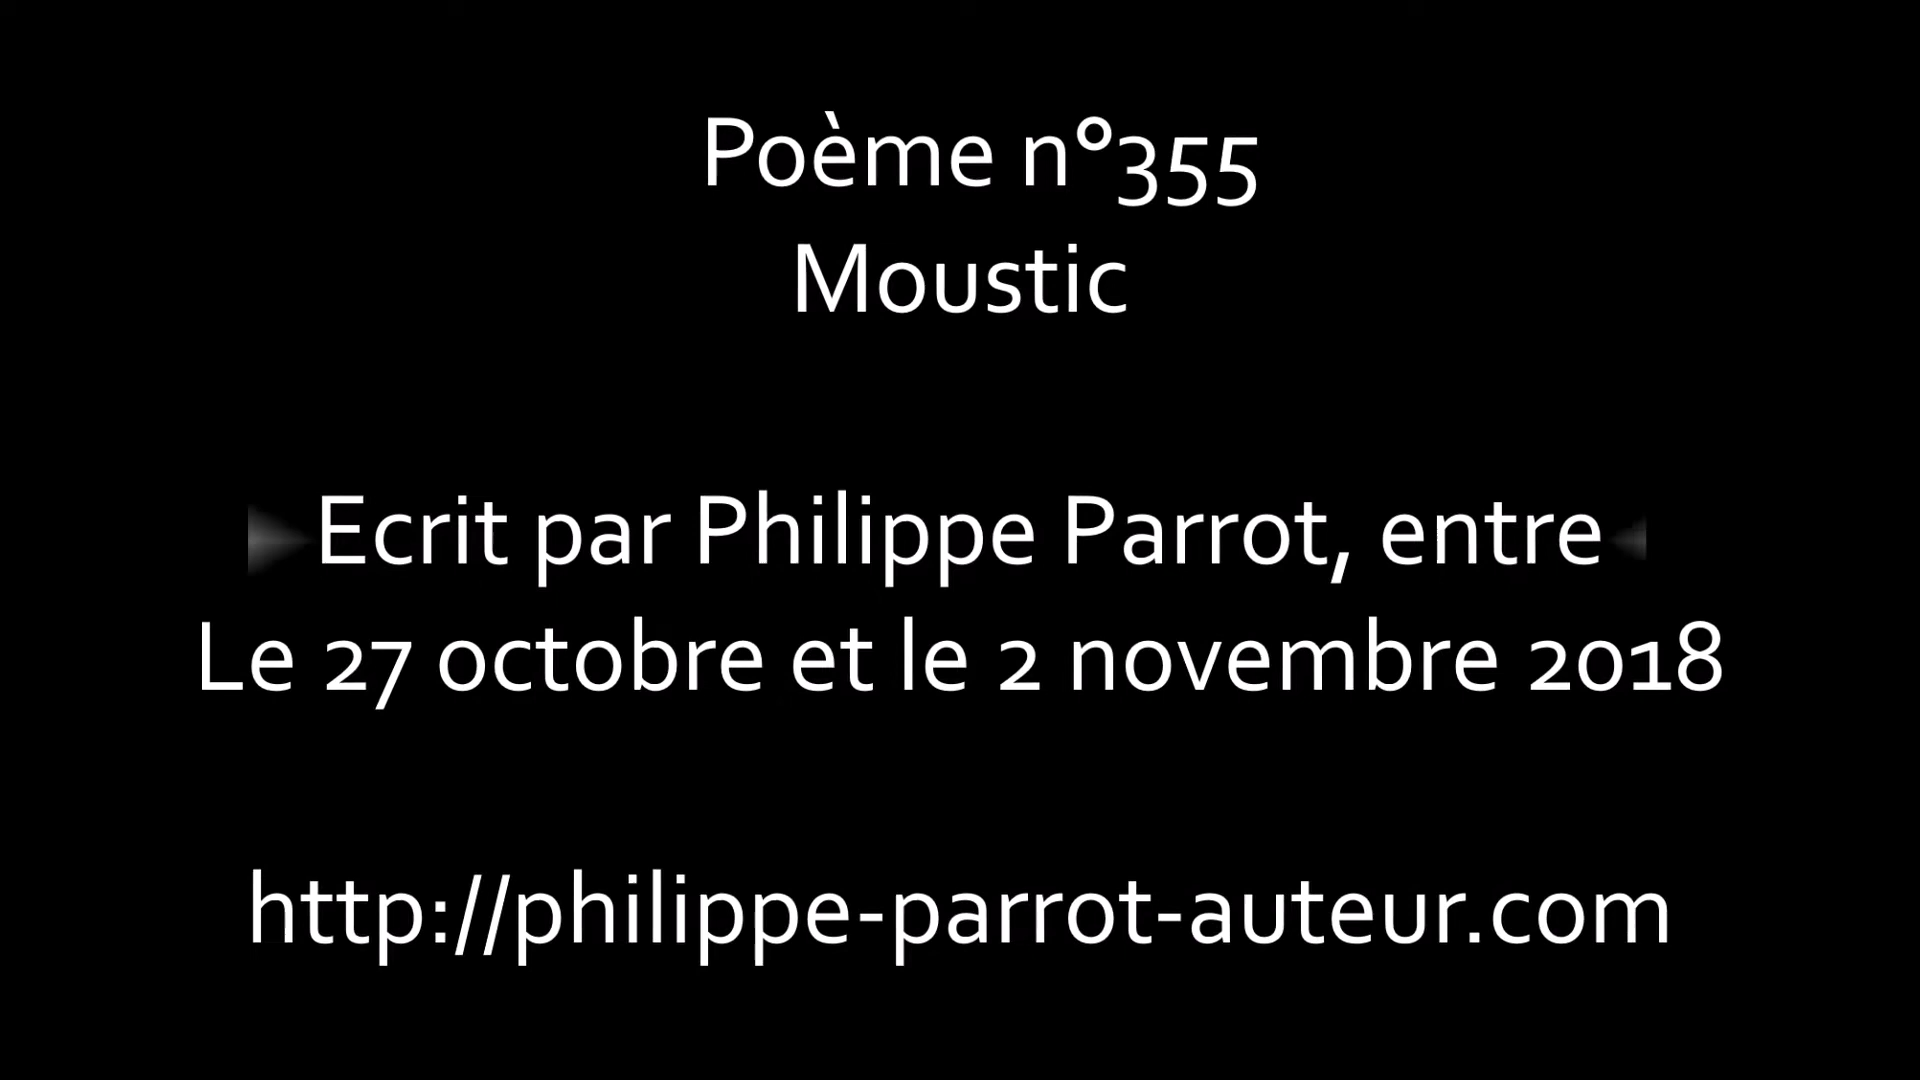 Poème n°355
Moustic
Ecrit par Philippe Parrot, entre
Le 27 octobre et le 2 novembre 2018
http://philippe-parrot-auteur.com